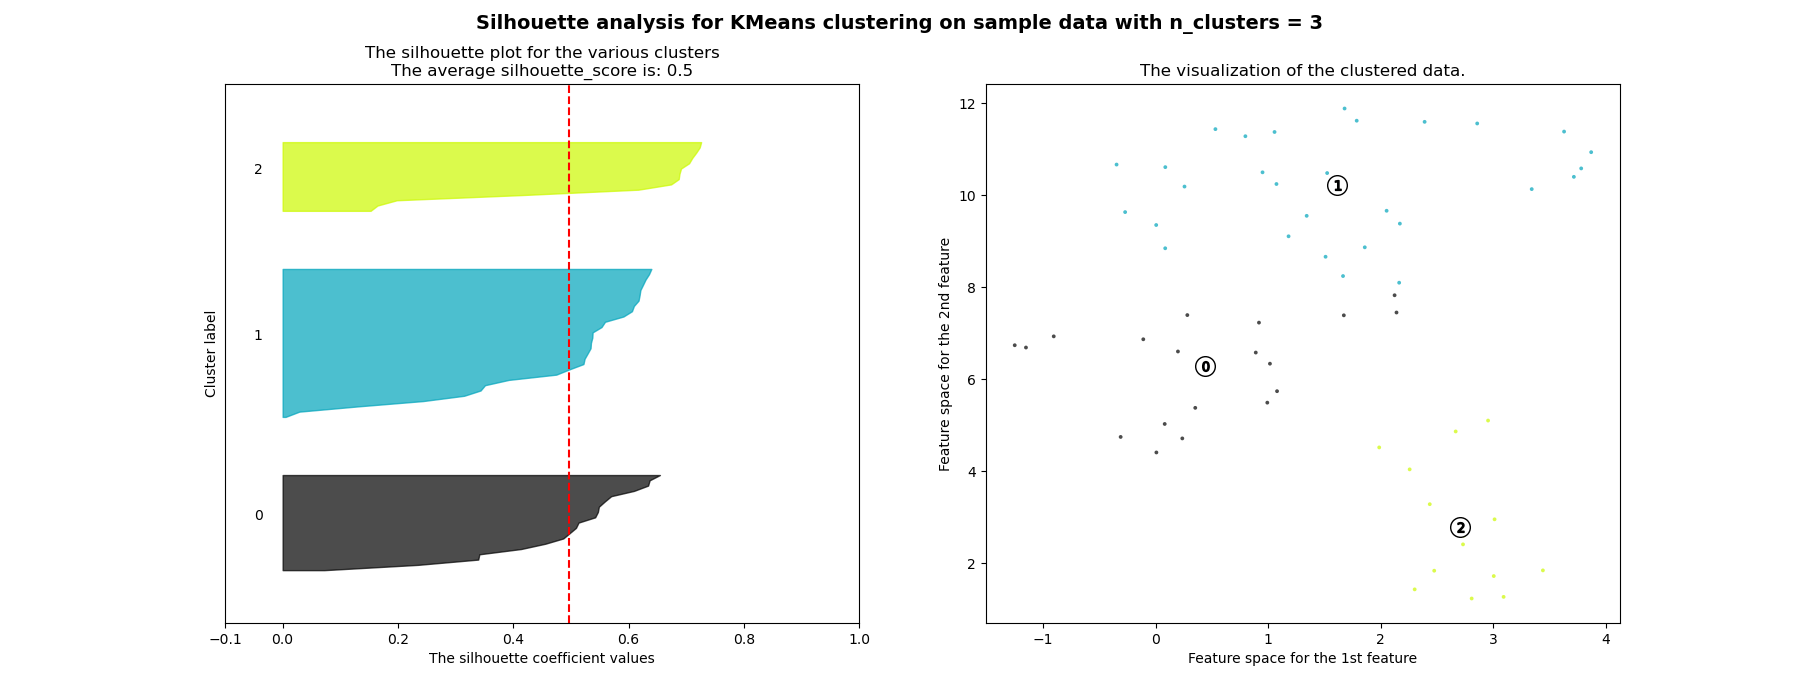 Silhouette analysis for KMeans clustering on sample data with n_clusters = 3
The silhouette plot for the various clusters
The average silhouette_score is: 0.5
Cluster label
2
1
0
−0.1 0.0 0.2 0.4 0.6 0.8 1.0
The silhouette coefficient values
The visualization of the clustered data.
Feature space for the 2nd feature
12
10
8
6
4
2
1
0
2
−1 0 1 2 3 4
Feature space for the 1st feature